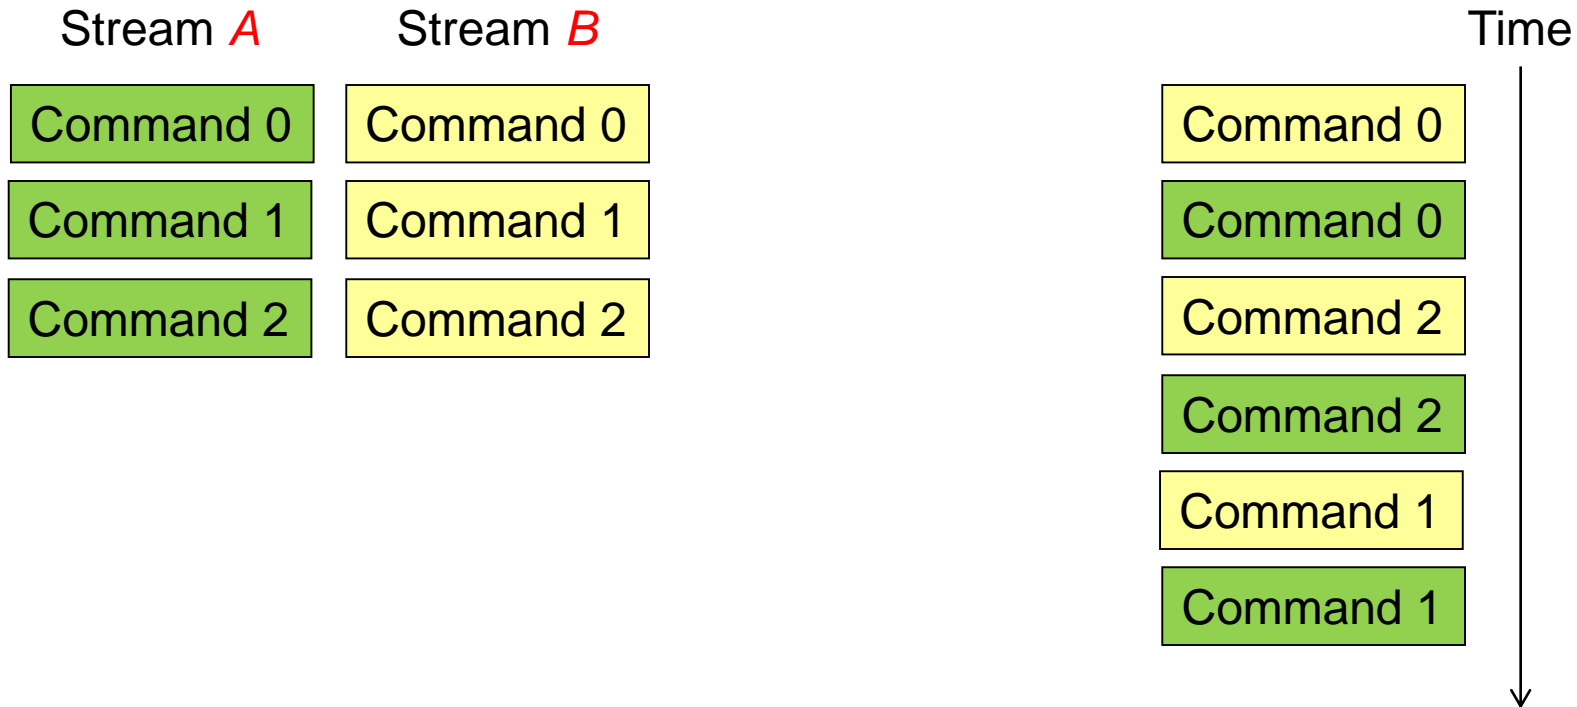 Stream A Stream B Time
Command 0 Command 0 Command 0
Command 1 Command 1 Command 0
Command 2 Command 2 Command 2
Command 2
Command 1
Command 1